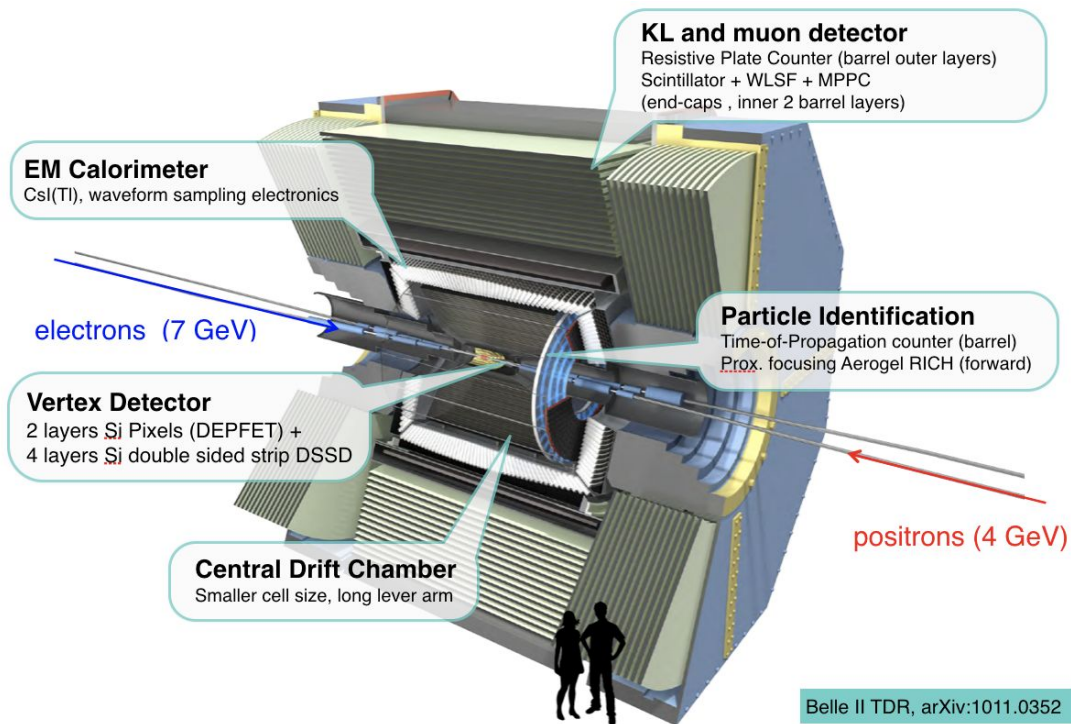 KL and muon detector
Resistive Plate Counter (barrel outer layers)
Scintillator + WLSF + MPPC
(end-caps , inner 2 barrel layers)
EM Calorimeter
CsI(Tl), waveform sampling electronics
electrons (7 GeV)
Particle Identification
Time-of-Propagation counter (barrel)
Prox. focusing Aerogel RICH (forward)
Vertex Detector
2 layers Si Pixels (DEPFET) +
4 layers Si double sided strip DSSD
positrons (4 GeV)
Central Drift Chamber
Smaller cell size, long lever arm
Belle II TDR, arXiv:1011.0352